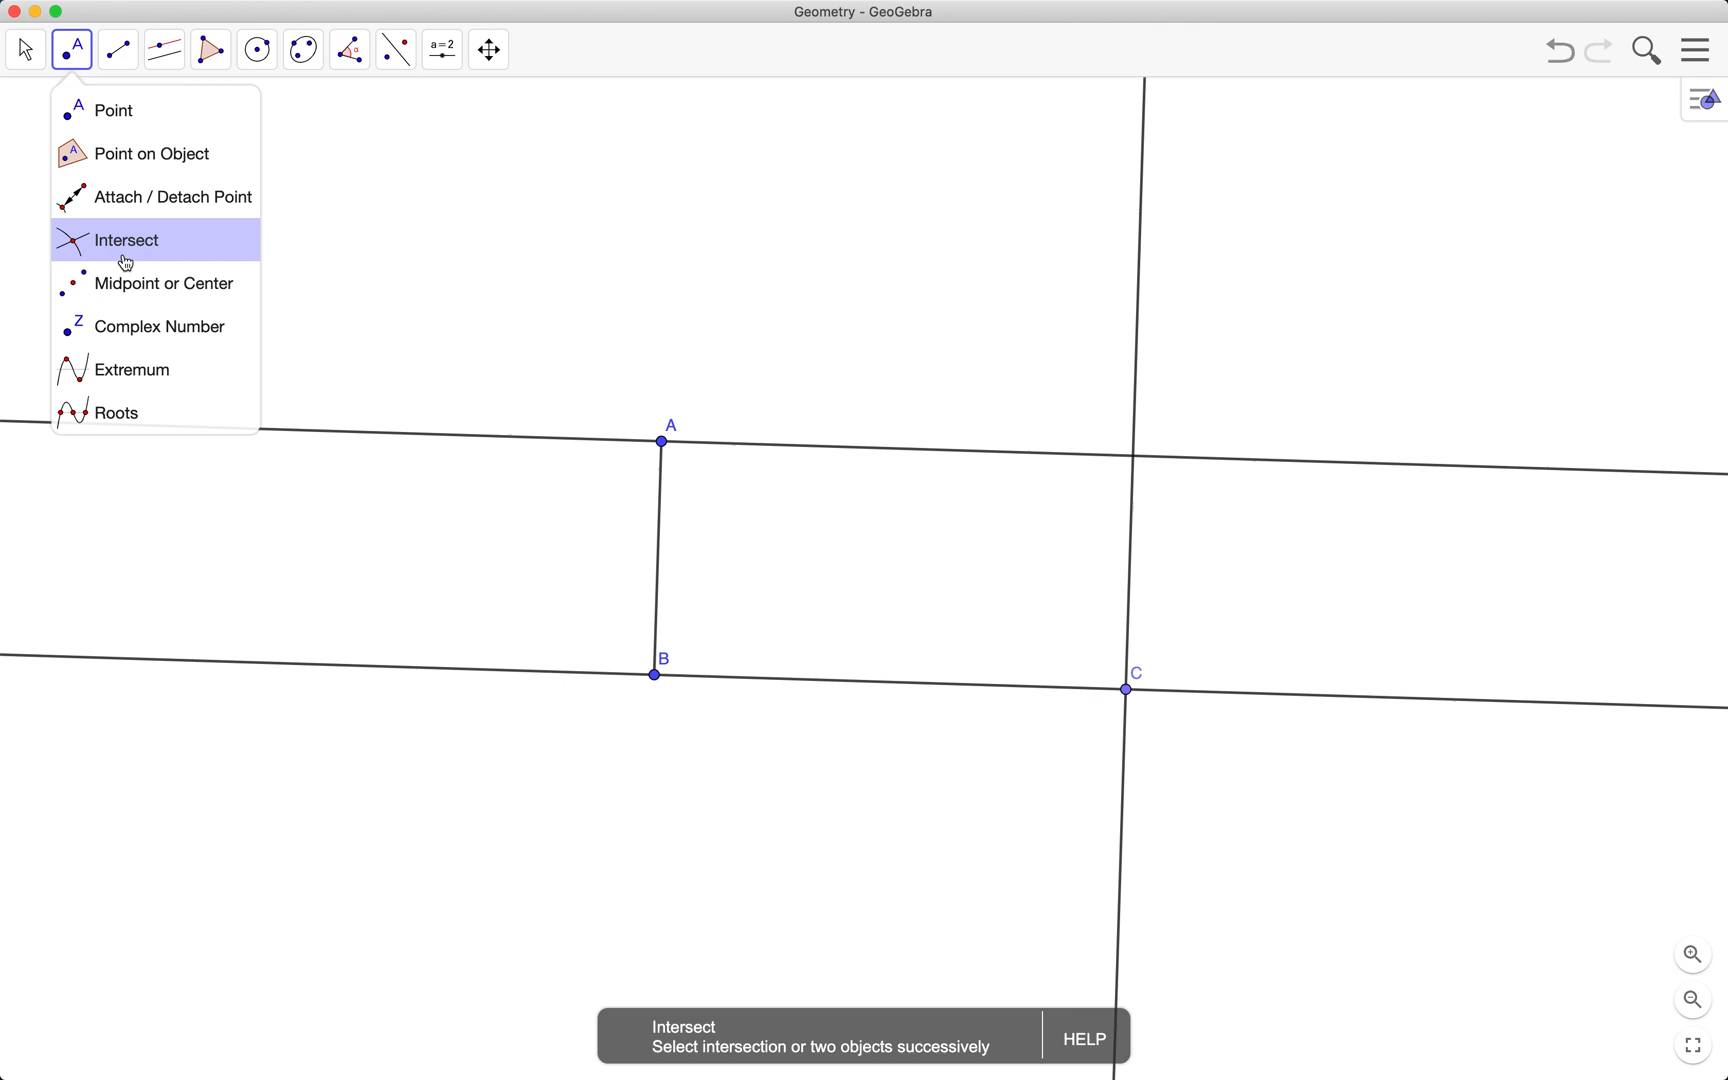 Geometry - GeoGebra
A
a=2
α
A Point
A Point on Object
Attach / Detach Point
Intersect
Midpoint or Center
Z Complex Number
Extremum
Roots
A
B
C
Intersect
Select intersection or two objects successively
HELP